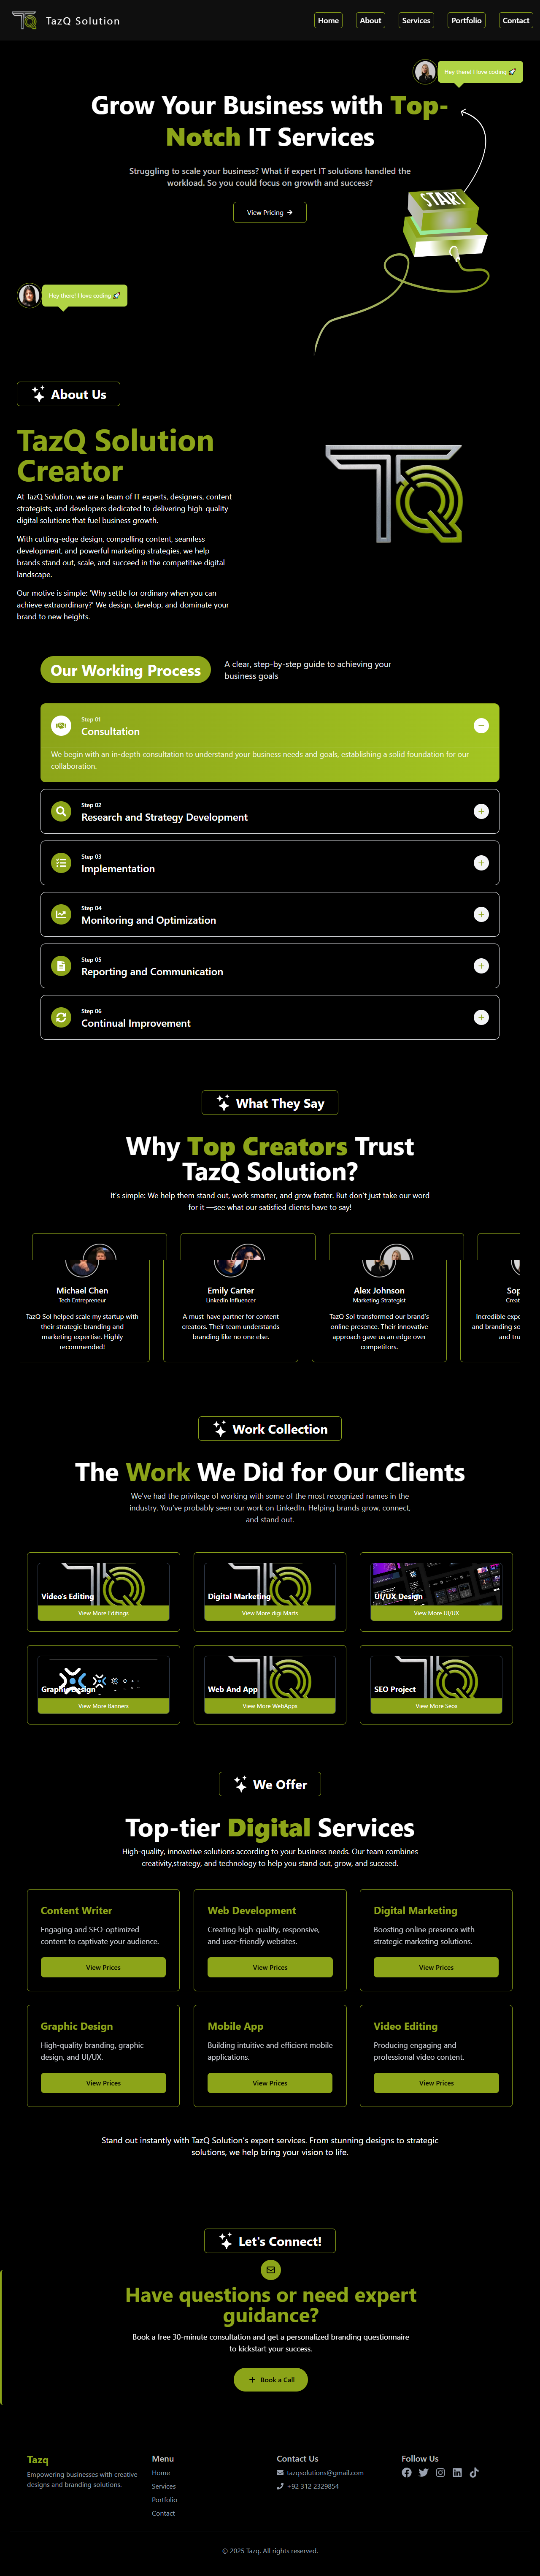 TQ TazQ Solution
Home
About
Services
Portfolio
Contact
Hey there! I love coding 🚀
Grow Your Business with Top-
Notch IT Services
Struggling to scale your business? What if expert IT solutions handled the
workload. So you could focus on growth and success?
View Pricing →
START
Hey there! I love coding 🚀
About Us
TazQ Solution
Creator
At TazQ Solution, we are a team of IT experts, designers, content
strategists, and developers dedicated to delivering high-quality
digital solutions that fuel business growth.
With cutting-edge design, compelling content, seamless
development, and powerful marketing strategies, we help
brands stand out, scale, and succeed in the competitive digital
landscape.
Our motive is simple: "Why settle for ordinary when you can
achieve extraordinary?" We design, develop, and dominate your
brand to new heights.
TQ
Our Working Process
A clear, step-by-step guide to achieving your
business goals
Step 01
Consultation
We begin with an in-depth consultation to understand your business needs and goals, establishing a solid foundation for our
collaboration.
Step 02
Research and Strategy Development
Step 03
Implementation
Step 04
Monitoring and Optimization
Step 05
Reporting and Communication
Step 06
Continual Improvement
What They Say
Why Top Creators Trust
TazQ Solution?
It's simple: We help them stand out, work smarter, and grow faster. But don't just take our word
for it —see what our satisfied clients have to say!
Michael Chen
Tech Entrepreneur
TazQ Sol helped scale my startup with
their strategic branding and
marketing expertise. Highly
recommended!
Emily Carter
LinkedIn Influencer
A must-have partner for content
creators. Their team understands
branding like no one else.
Alex Johnson
Marketing Strategist
TazQ Sol transformed our brand's
online presence. Their innovative
approach gave us an edge over
competitors.
Sop
Creat
Incredible expe
and branding sc
and tru
Work Collection
The Work We Did for Our Clients
We've had the privilege of working with some of the most recognized names in the
industry. You've probably seen our work on LinkedIn. Helping brands grow, connect,
and stand out.
Video's Editing
View More Editings
Digital Marketing
View More digi Marts
UI/UX Design
View More UI/UX
Graphic Design
View More Banners
Web And App
View More WebApps
SEO Project
View More Seos
We Offer
Top-tier Digital Services
High-quality, innovative solutions according to your business needs. Our team combines
creativity,strategy, and technology to help you stand out, grow, and succeed.
Content Writer
Engaging and SEO-optimized
content to captivate your audience.
View Prices
Web Development
Creating high-quality, responsive,
and user-friendly websites.
View Prices
Digital Marketing
Boosting online presence with
strategic marketing solutions.
View Prices
Graphic Design
High-quality branding, graphic
design, and UI/UX.
View Prices
Mobile App
Building intuitive and efficient mobile
applications.
View Prices
Video Editing
Producing engaging and
professional video content.
View Prices
Stand out instantly with TazQ Solution's expert services. From stunning designs to strategic
solutions, we help bring your vision to life.
Let's Connect!
Have questions or need expert
guidance?
Book a free 30-minute consultation and get a personalized branding questionnaire
to kickstart your success.
+ Book a Call
Tazq
Empowering businesses with creative
designs and branding solutions.
Menu
Home
Services
Portfolio
Contact
Contact Us
tazqsolutions@gmail.com
+92 312 2329854
Follow Us
© 2025 Tazq. All rights reserved.